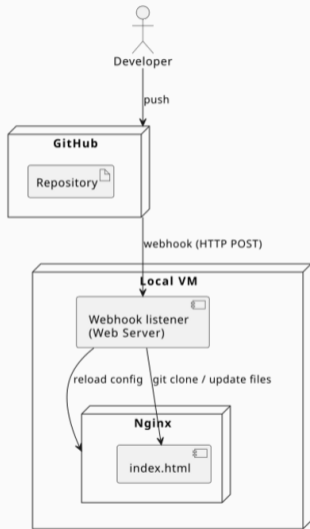 Developer
push
GitHub
Repository
webhook (HTTP POST)
Local VM
Webhook listener
(Web Server)
reload config
git clone / update files
Nginx
index.html